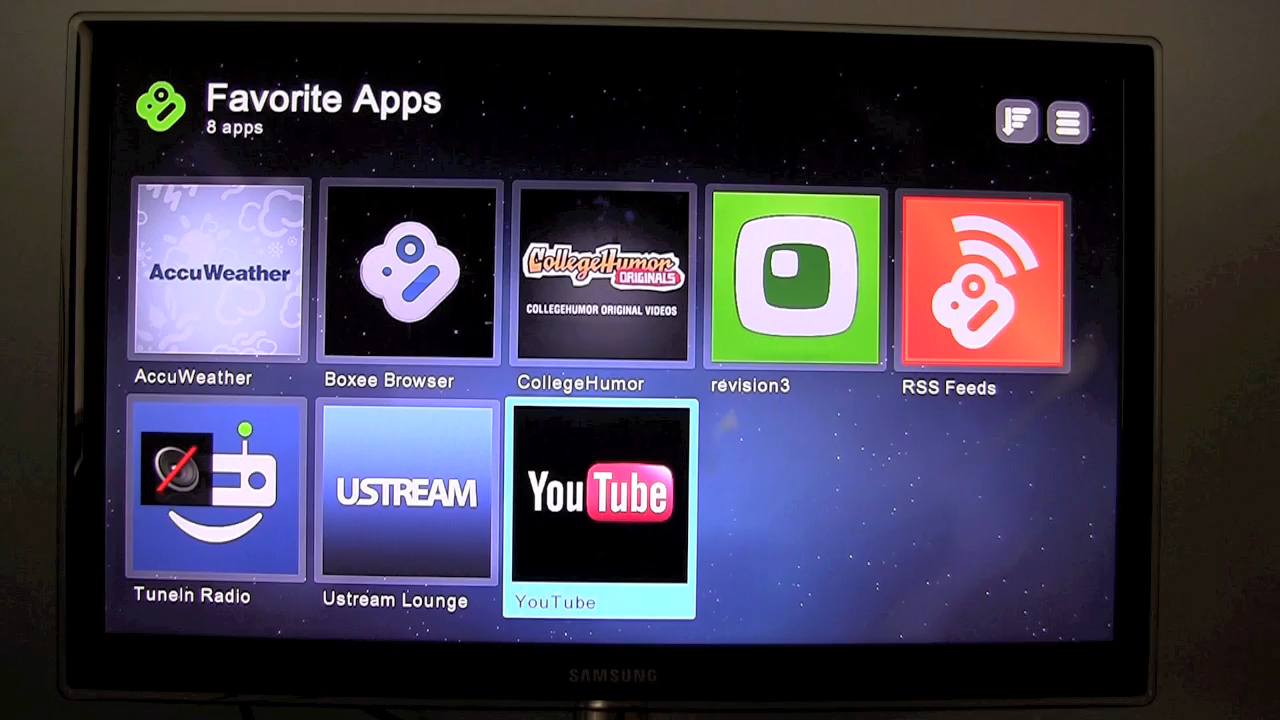 Favorite Apps
8 apps
AccuWeather
CollegeHumor
ORIGINALS
COLLEGEHUMOR ORIGINAL VIDEOS
AccuWeather
Boxee Browser
CollegeHumor
revision3
RSS Feeds
USTREAM
YouTube
TuneIn Radio
Ustream Lounge
YouTube
SAMSUNG